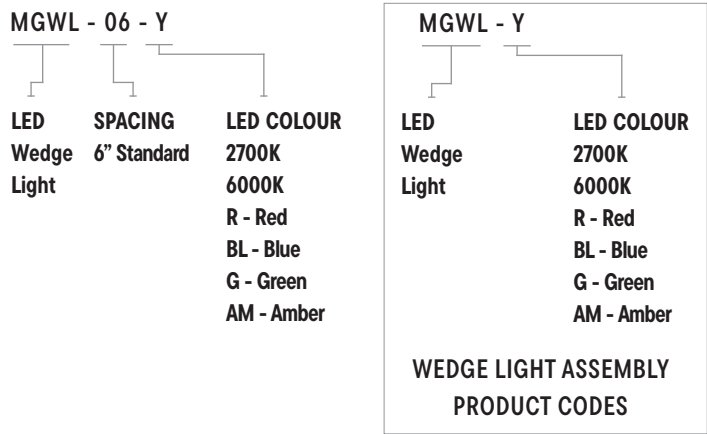 MGWL - 06 - Y
LED
Wedge
Light
SPACING
6” Standard
LED COLOUR
2700K
6000K
R - Red
BL - Blue
G - Green
AM - Amber
MGWL - Y
LED
Wedge
Light
LED COLOUR
2700K
6000K
R - Red
BL - Blue
G - Green
AM - Amber
WEDGE LIGHT ASSEMBLY
PRODUCT CODES